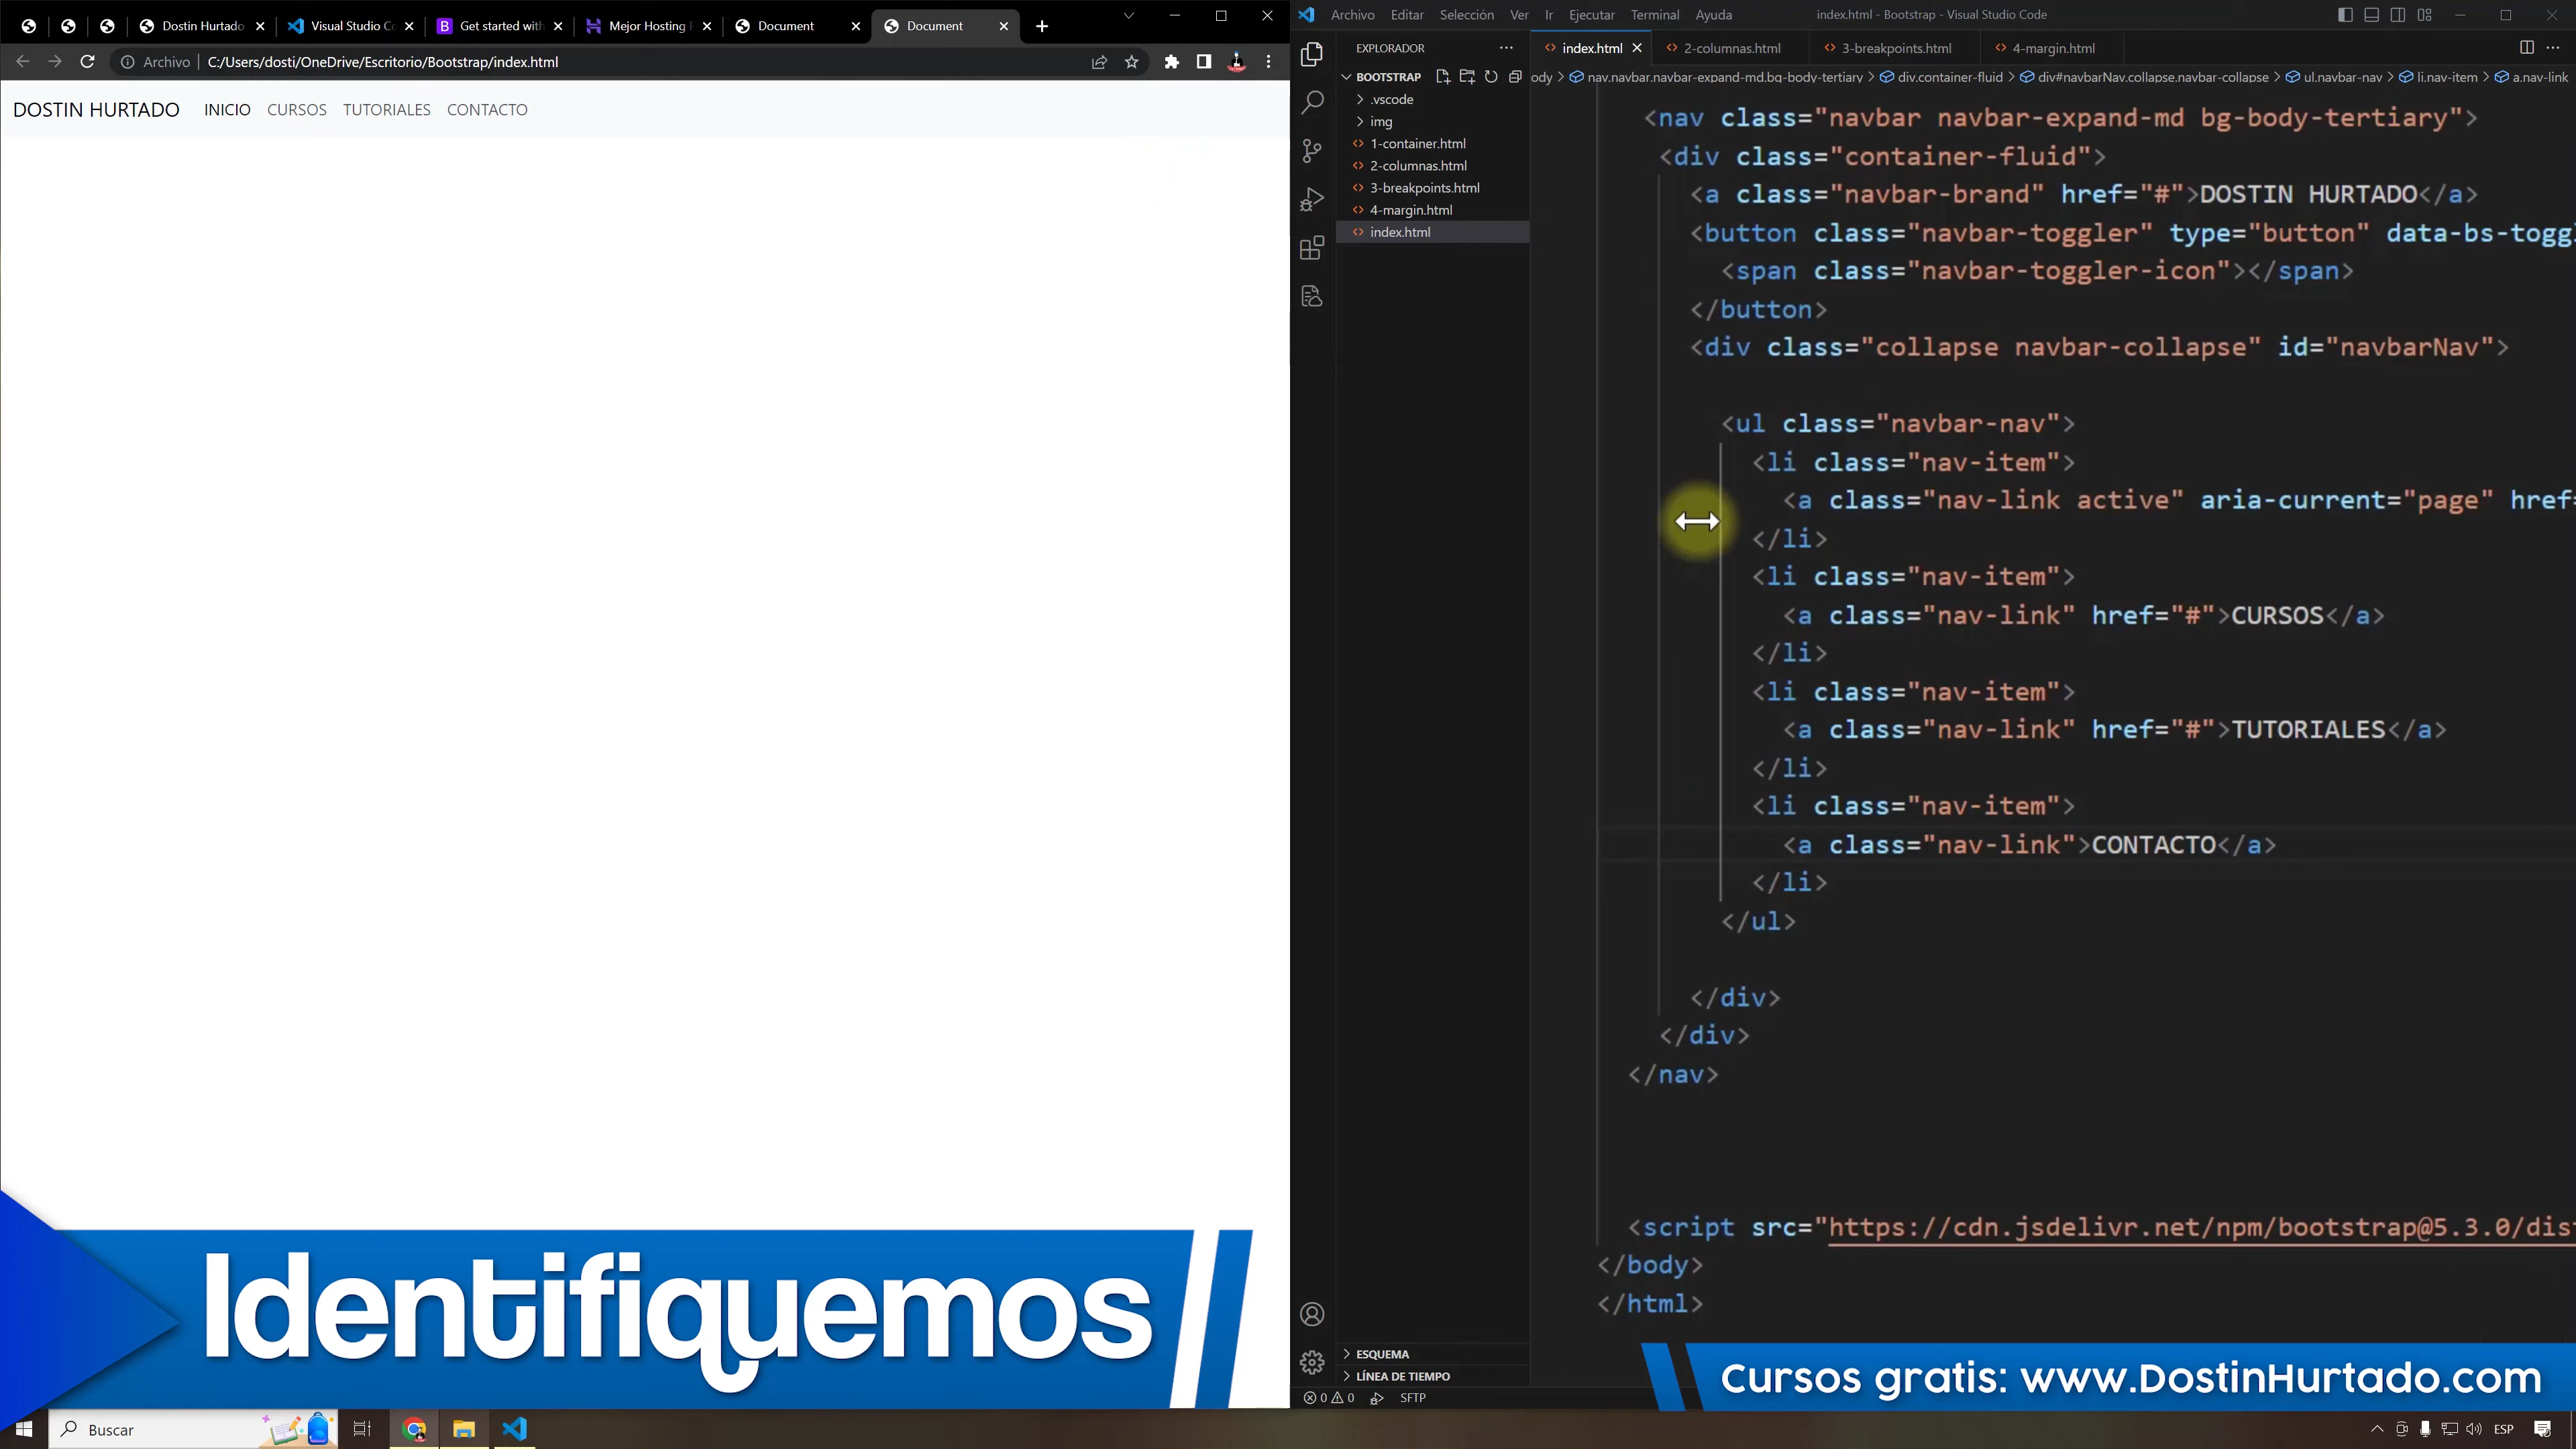 Dostin Hurtado
Visual Studio Co
Get started with
Mejor Hosting
Document
Document
Archivo
C:/Users/dosti/OneDrive/Escritorio/Bootstrap/index.html
DOSTIN HURTADO INICIO CURSOS TUTORIALES CONTACTO
Identifiquemos
Buscar
Archivo Editar Selección Ver Ir Ejecutar Terminal Ayuda
index.html - Bootstrap - Visual Studio Code
EXPLORADOR
BOOTSTRAP
.vscode
img
1-container.html
2-columnas.html
3-breakpoints.html
4-margin.html
index.html
ESQUEMA
LÍNEA DE TIEMPO
0 0 SFTP
index.html 2-columnas.html 3-breakpoints.html 4-margin.html
ody > nav.navbar.navbar-expand-md.bg-body-tertiary > div.container-fluid > div#navbarNav.collapse.navbar-collapse > ul.navbar-nav > li.nav-item > a.nav-link
<nav class="navbar navbar-expand-md bg-body-tertiary">
<div class="container-fluid">
<a class="navbar-brand" href="#">DOSTIN HURTADO</a>
<button class="navbar-toggler" type="button" data-bs-toggl
<span class="navbar-toggler-icon"></span>
</button>
<div class="collapse navbar-collapse" id="navbarNav">
<ul class="navbar-nav">
<li class="nav-item">
<a class="nav-link active" aria-current="page" href=
</li>
<li class="nav-item">
<a class="nav-link" href="#">CURSOS</a>
</li>
<li class="nav-item">
<a class="nav-link" href="#">TUTORIALES</a>
</li>
<li class="nav-item">
<a class="nav-link">CONTACTO</a>
</li>
</ul>
</div>
</div>
</nav>
<script src="https://cdn.jsdelivr.net/npm/bootstrap@5.3.0/dis
</body>
</html>
Cursos gratis: www.DostinHurtado.com
ESP